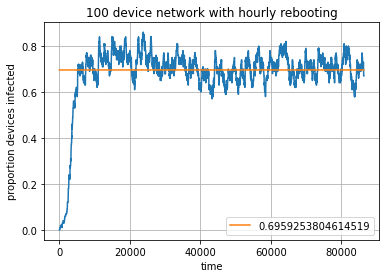 100 device network with hourly rebooting
proportion devices infected
0.8
0.6
0.4
0.2
0.0
0 20000 40000 60000 80000
time
0.6959253804614519